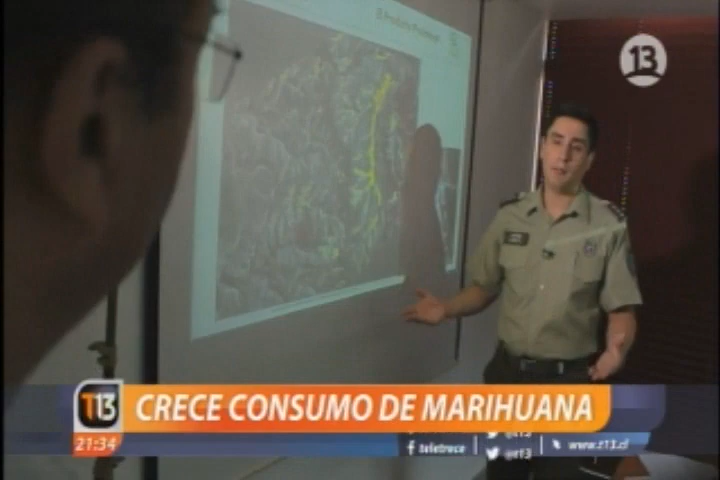 13
T13
CRECE CONSUMO DE MARIHUANA
21:34
teletrece
@t13
www.t13.cl